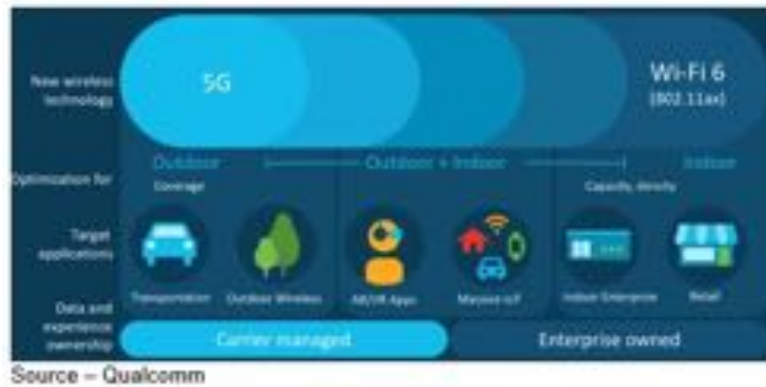 New wireless
technology
5G
Wi-Fi 6
(802.11ax)
Outdoor
Outdoor + Indoor
Indoor
Optimization for
Coverage
Capacity, density
Target
applications
Transportation
Outdoor Wireless
AR/VR Apps
Massive IoT
Indoor Enterprise
Retail
Data and
experience
ownership
Carrier managed
Enterprise owned
Source – Qualcomm